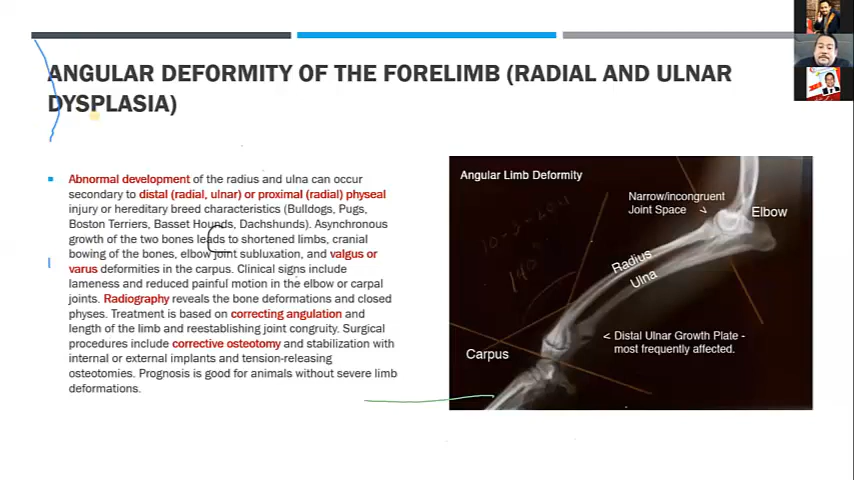 ANGULAR DEFORMITY OF THE FORELIMB (RADIAL AND ULNAR
DYSPLASIA)
Abnormal development of the radius and ulna can occur
secondary to distal (radial, ulnar) or proximal (radial) physeal
injury or hereditary breed characteristics (Bulldogs, Pugs,
Boston Terriers, Basset Hounds, Dachshunds). Asynchronous
growth of the two bones leads to shortened limbs, cranial
bowing of the bones, elbow joint subluxation, and valgus or
varus deformities in the carpus. Clinical signs include
lameness and reduced painful motion in the elbow or carpal
joints. Radiography reveals the bone deformations and closed
physes. Treatment is based on correcting angulation and
length of the limb and reestablishing joint congruity. Surgical
procedures include corrective osteotomy and stabilization with
internal or external implants and tension-releasing
osteotomies. Prognosis is good for animals without severe limb
deformations.
Angular Limb Deformity
Narrow/incongruent
Joint Space
Elbow
Radius
Ulna
< Distal Ulnar Growth Plate -
most frequently affected.
Carpus